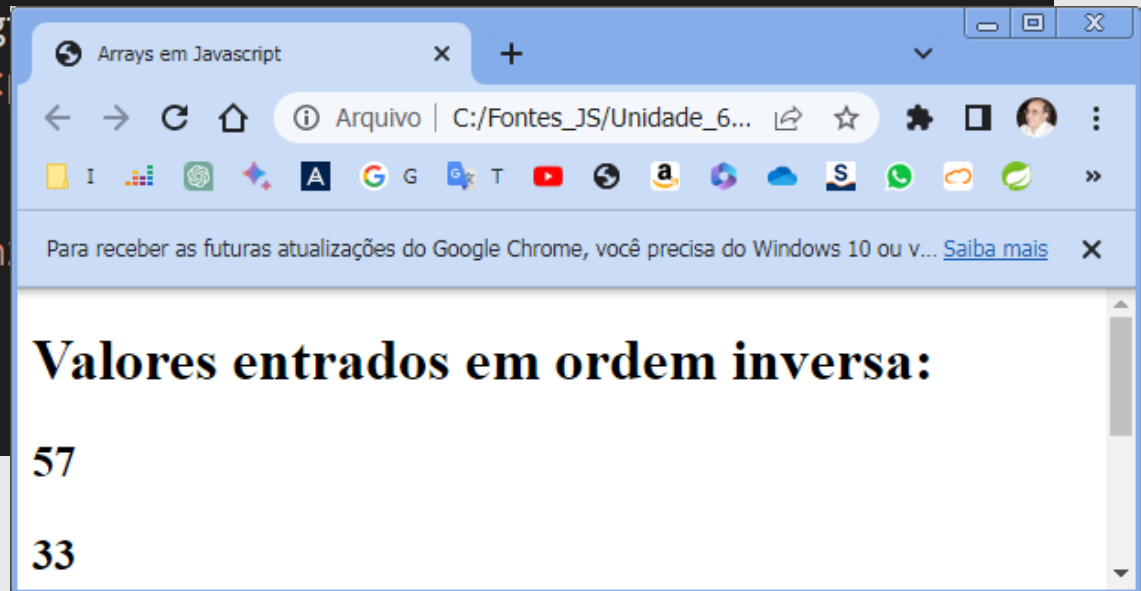 Arrays em Javascript
Arquivo C:/Fontes_JS/Unidade_6...
I A G G T a S
Para receber as futuras atualizações do Google Chrome, você precisa do Windows 10 ou v... Saiba mais
Valores entrados em ordem inversa:
57
33